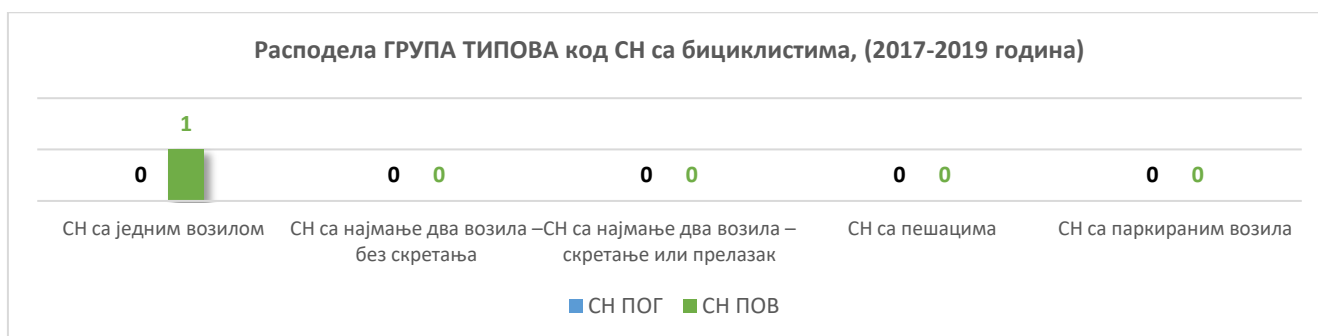 Расподела ГРУПА ТИПОВА код СН са бициклистима, (2017-2019 година)
1
0
0 0
0 0
0 0
0 0
СН са једним возилом
СН са најмање два возила –
без скретања
СН са најмање два возила –
скретање или прелазак
СН са пешацима
СН са паркираним возила
СН ПОГ СН ПОВ